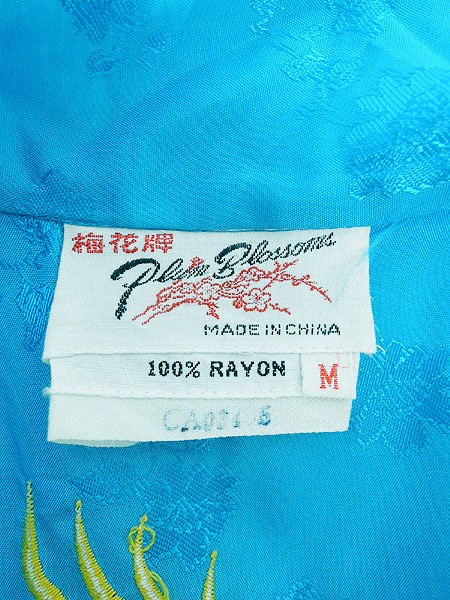 梅花牌
Plum Blossoms
MADE IN CHINA
100% RAYON
M